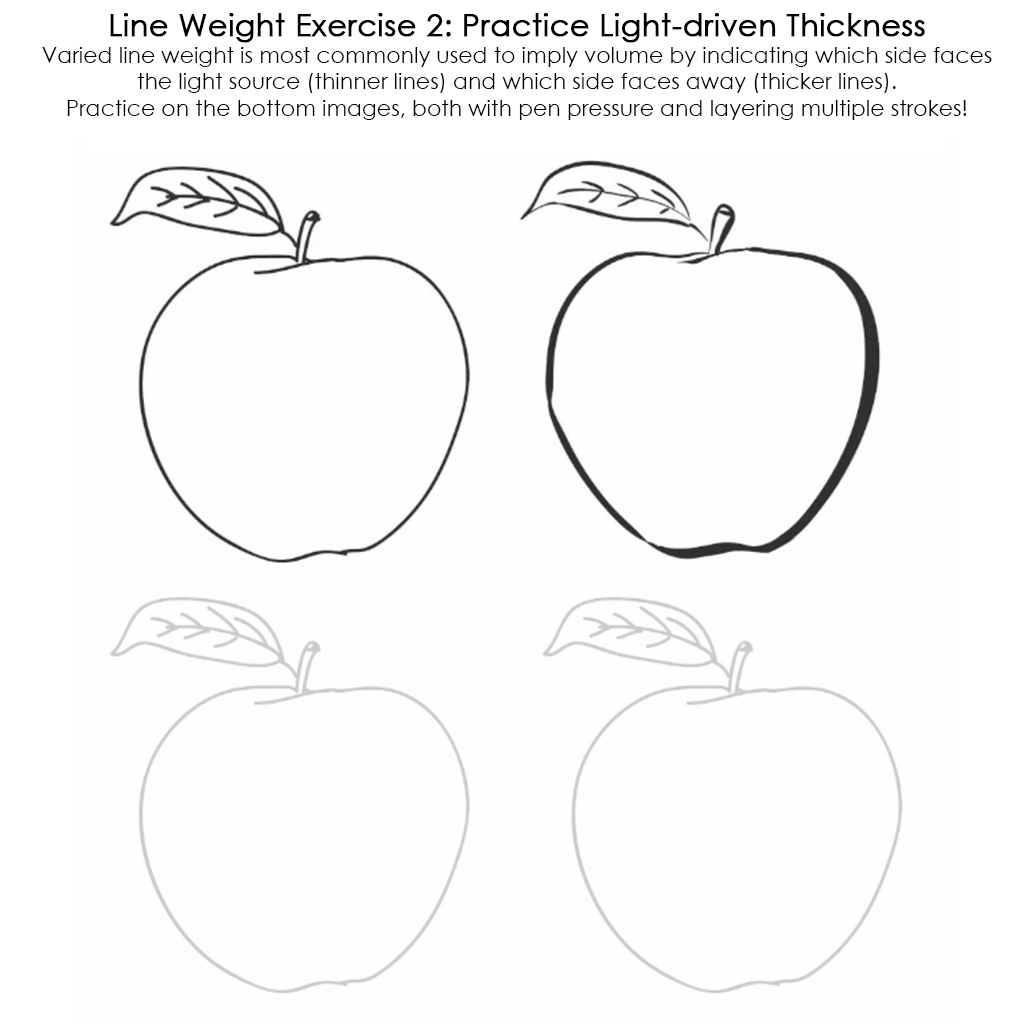 Line Weight Exercise 2: Practice Light-driven Thickness
Varied line weight is most commonly used to imply volume by indicating which side faces
the light source (thinner lines) and which side faces away (thicker lines).
Practice on the bottom images, both with pen pressure and layering multiple strokes!